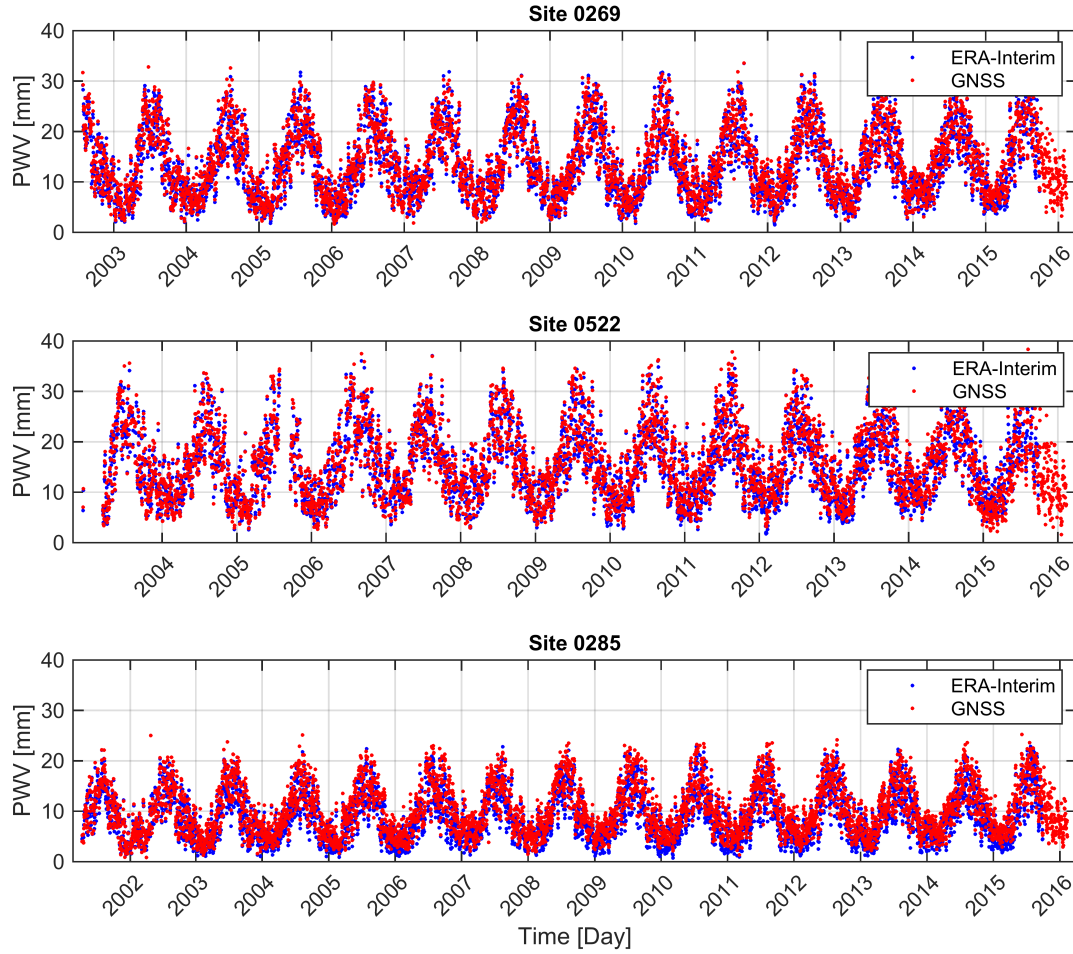 Site 0269
PWV [mm]
40
30
20
10
0
ERA-Interim
GNSS
2003 2004 2005 2006 2007 2008 2009 2010 2011 2012 2013 2014 2015 2016
Site 0522
PWV [mm]
40
30
20
10
0
ERA-Interim
GNSS
2004 2005 2006 2007 2008 2009 2010 2011 2012 2013 2014 2015 2016
Site 0285
PWV [mm]
40
30
20
10
0
ERA-Interim
GNSS
2002 2003 2004 2005 2006 2007 2008 2009 2010 2011 2012 2013 2014 2015 2016
Time [Day]